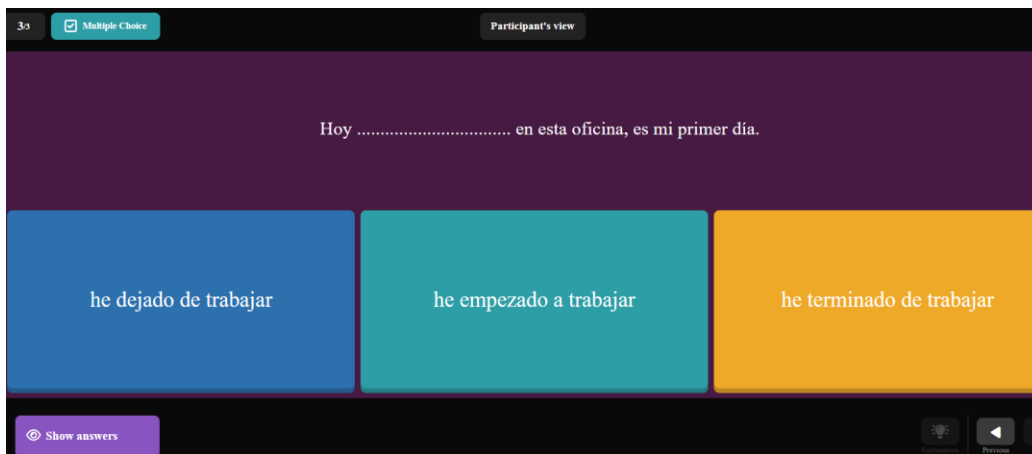 3/3
Multiple Choice
Participant's view
Hoy ................................. en esta oficina, es mi primer día.
he dejado de trabajar
he empezado a trabajar
he terminado de trabajar
Show answers
Explanation
Previous